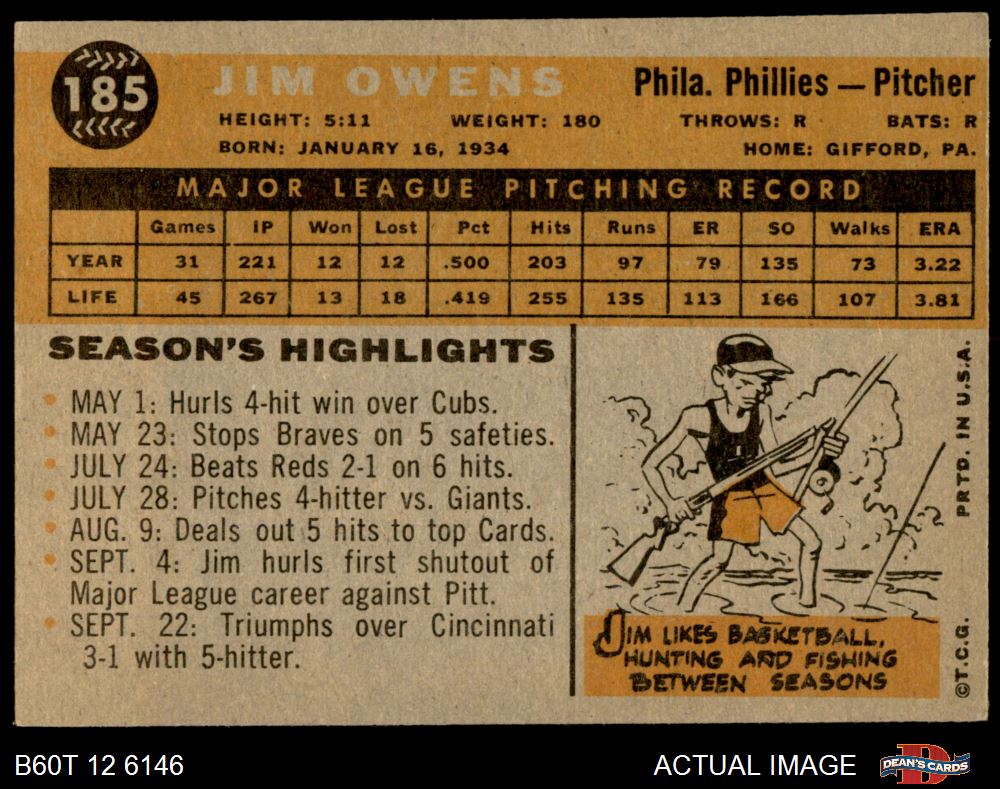 185
JIM OWENS
Phila. Phillies — Pitcher
HEIGHT: 5:11 WEIGHT: 180 THROWS: R BATS: R
BORN: JANUARY 16, 1934 HOME: GIFFORD, PA.
MAJOR LEAGUE PITCHING RECORD
Games IP Won Lost Pct Hits Runs ER SO Walks ERA
YEAR 31 221 12 12 .500 203 97 79 135 73 3.22
LIFE 45 267 13 18 .419 255 135 113 166 107 3.81
SEASON'S HIGHLIGHTS
• MAY 1: Hurls 4-hit win over Cubs.
• MAY 23: Stops Braves on 5 safeties.
• JULY 24: Beats Reds 2-1 on 6 hits.
• JULY 28: Pitches 4-hitter vs. Giants.
• AUG. 9: Deals out 5 hits to top Cards.
• SEPT. 4: Jim hurls first shutout of
Major League career against Pitt.
• SEPT. 22: Triumphs over Cincinnati
3-1 with 5-hitter.
JIM LIKES BASKETBALL,
HUNTING AND FISHING
BETWEEN SEASONS
©T.C.G. PRTD. IN U.S.A.
B60T 12 6146
ACTUAL IMAGE
D
DEAN'S CARDS